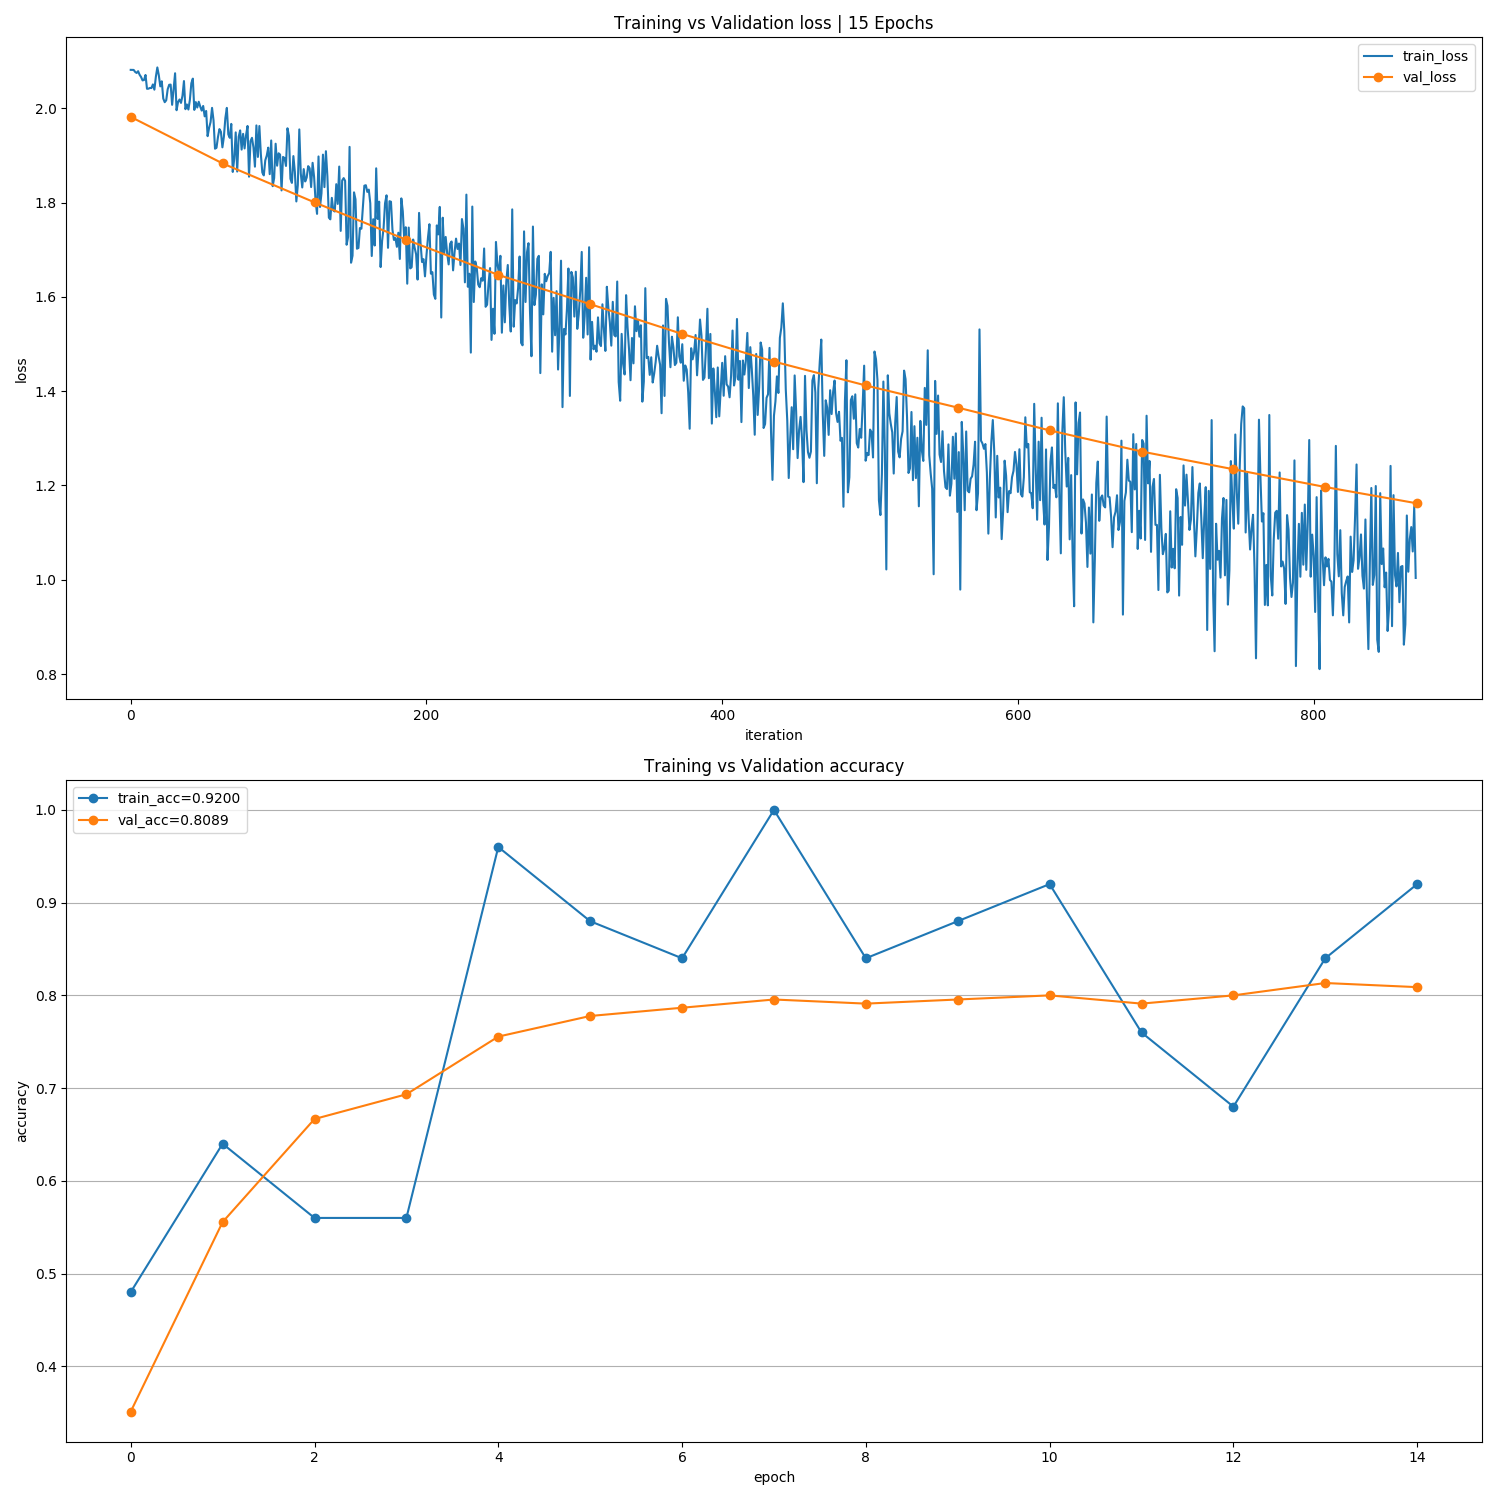 Training vs Validation loss | 15 Epochs
train_loss
val_loss
2.0
1.8
1.6
1.4
1.2
1.0
0.8
loss
0 200 400 600 800
iteration
Training vs Validation accuracy
train_acc=0.9200
val_acc=0.8089
1.0
0.9
0.8
0.7
0.6
0.5
0.4
accuracy
0 2 4 6 8 10 12 14
epoch